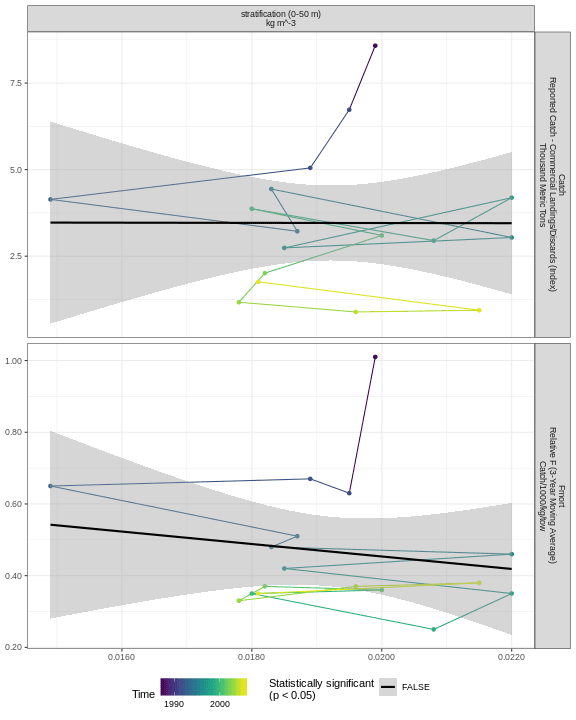 stratification (0-50 m)
kg m^-3
7.5
5.0
2.5
Catch
Reported Catch - Commercial Landings/Discards (Index)
Thousand Metric Tons
1.00
0.80
0.60
0.40
0.20
Fmort
Relative F (3-Year Moving Average)
Catch/1000/kg/tow
0.0160
0.0180
0.0200
0.0220
Time
1990
2000
Statistically significant
(p < 0.05)
FALSE